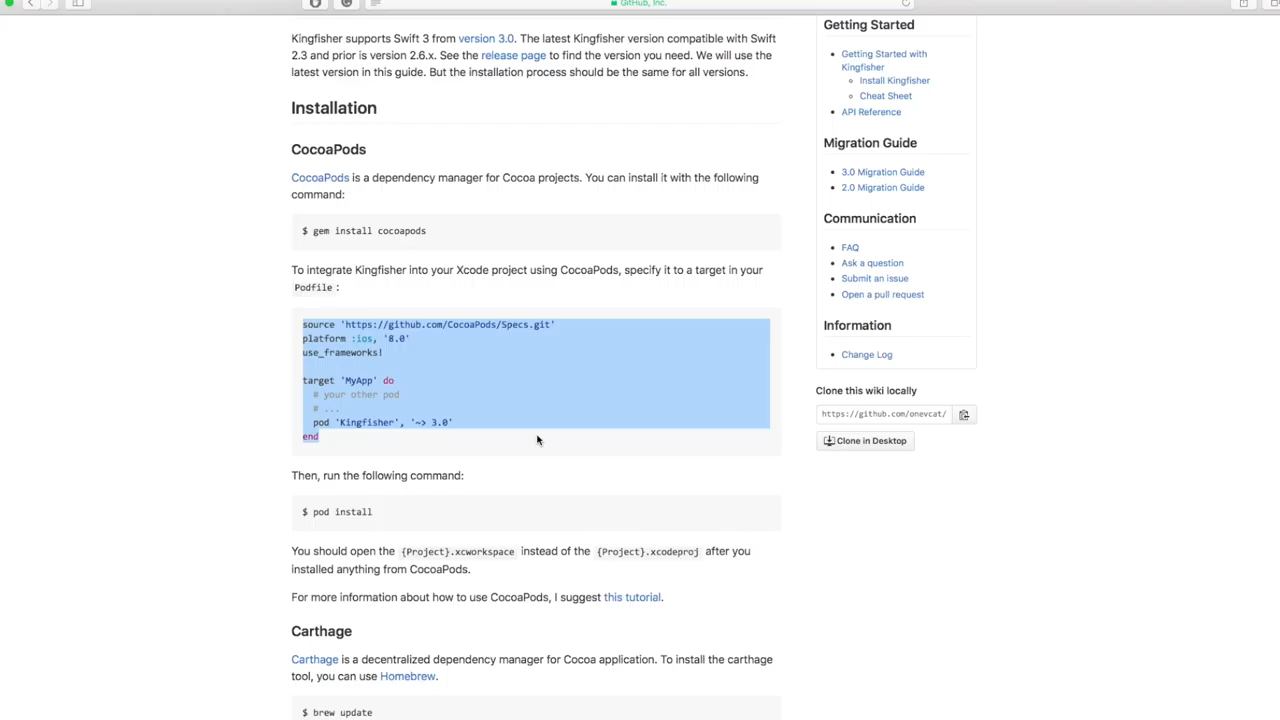 GitHub, Inc.
Kingfisher supports Swift 3 from version 3.0. The latest Kingfisher version compatible with Swift
2.3 and prior is version 2.6.x. See the release page to find the version you need. We will use the
latest version in this guide. But the installation process should be the same for all versions.
Installation
CocoaPods
CocoaPods is a dependency manager for Cocoa projects. You can install it with the following
command:
$ gem install cocoapods
To integrate Kingfisher into your Xcode project using CocoaPods, specify it to a target in your
Podfile :
source 'https://github.com/CocoaPods/Specs.git'
platform :ios, '8.0'
use_frameworks!
target 'MyApp' do
# your other pod
# ...
pod 'Kingfisher', '~> 3.0'
end
Then, run the following command:
$ pod install
You should open the {Project}.xcworkspace instead of the {Project}.xcodeproj after you
installed anything from CocoaPods.
For more information about how to use CocoaPods, I suggest this tutorial.
Carthage
Carthage is a decentralized dependency manager for Cocoa application. To install the carthage
tool, you can use Homebrew.
$ brew update
Getting Started
Getting Started with
Kingfisher
Install Kingfisher
Cheat Sheet
API Reference
Migration Guide
3.0 Migration Guide
2.0 Migration Guide
Communication
FAQ
Ask a question
Submit an issue
Open a pull request
Information
Change Log
Clone this wiki locally
https://github.com/onevcat/
Clone in Desktop